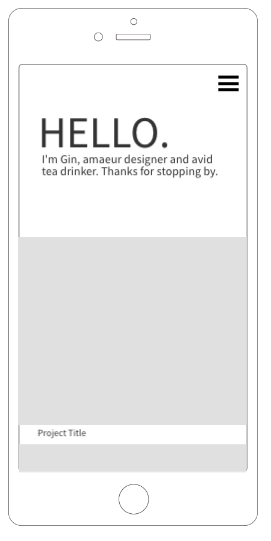 HELLO.
I'm Gin, amaeur designer and avid
tea drinker. Thanks for stopping by.
Project Title